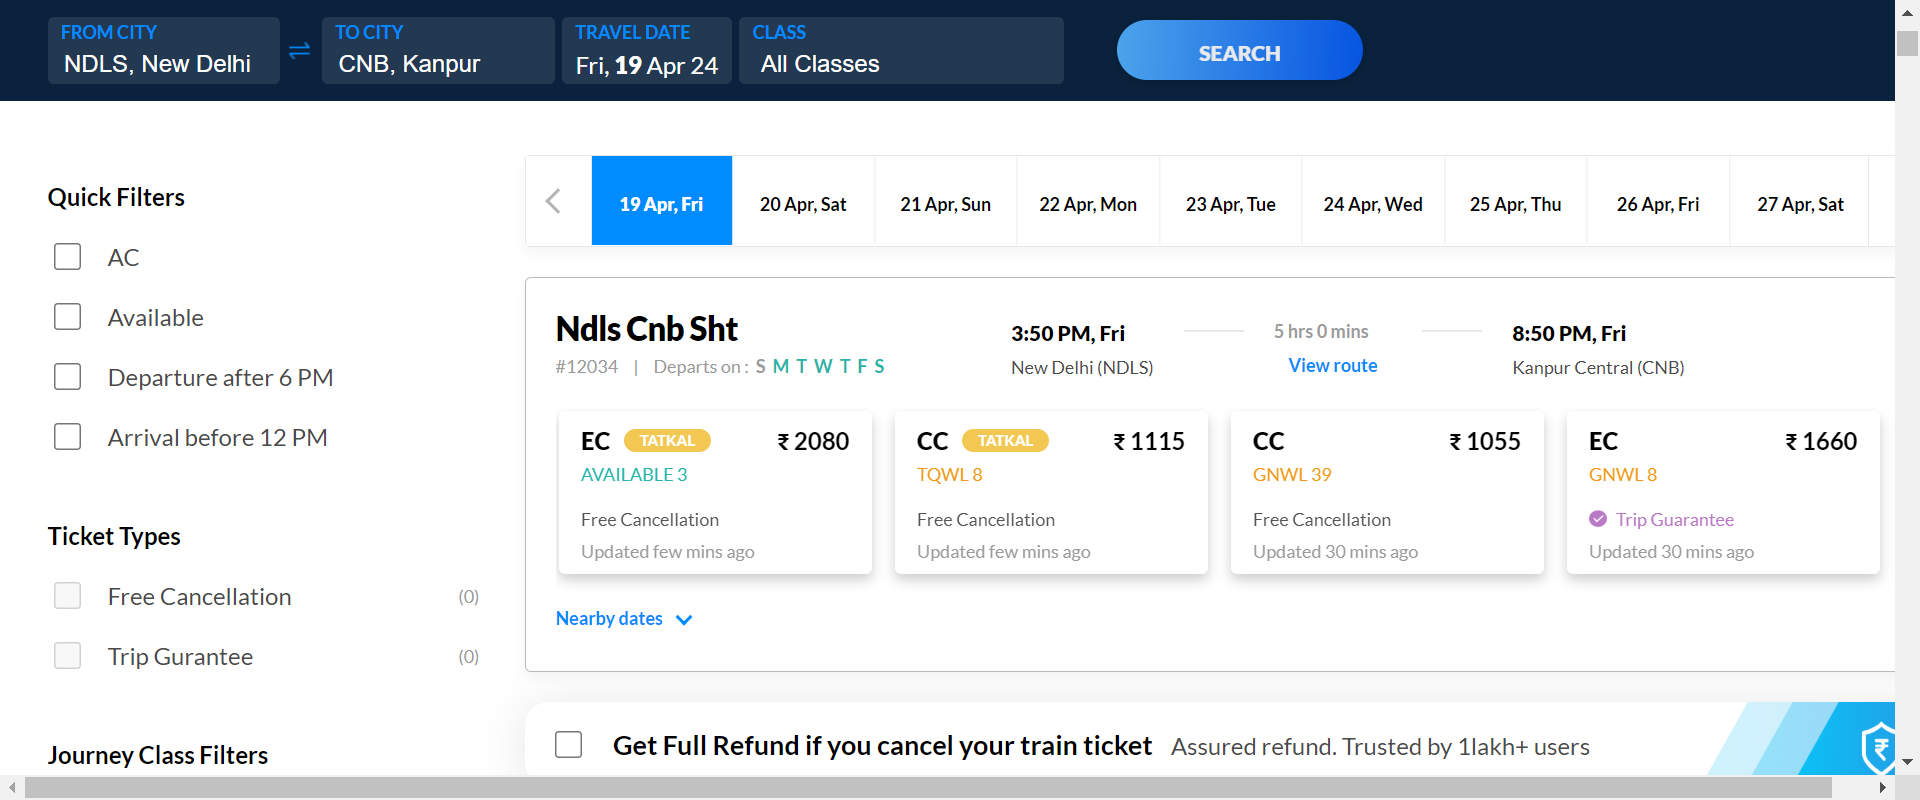 FROM CITY
NDLS, New Delhi
TO CITY
CNB, Kanpur
TRAVEL DATE
Fri, 19 Apr 24
CLASS
All Classes
SEARCH
Quick Filters
AC
Available
Departure after 6 PM
Arrival before 12 PM
Ticket Types
Free Cancellation (0)
Trip Gurantee (0)
Journey Class Filters
19 Apr, Fri
20 Apr, Sat
21 Apr, Sun
22 Apr, Mon
23 Apr, Tue
24 Apr, Wed
25 Apr, Thu
26 Apr, Fri
27 Apr, Sat
Ndls Cnb Sht
#12034 | Departs on : S M T W T F S
3:50 PM, Fri
New Delhi (NDLS)
5 hrs 0 mins
View route
8:50 PM, Fri
Kanpur Central (CNB)
EC TATKAL ₹ 2080
AVAILABLE 3
Free Cancellation
Updated few mins ago
CC TATKAL ₹ 1115
TQWL 8
Free Cancellation
Updated few mins ago
CC ₹ 1055
GNWL 39
Free Cancellation
Updated 30 mins ago
EC ₹ 1660
GNWL 8
Trip Guarantee
Updated 30 mins ago
Nearby dates
Get Full Refund if you cancel your train ticket Assured refund. Trusted by 1lakh+ users
₹